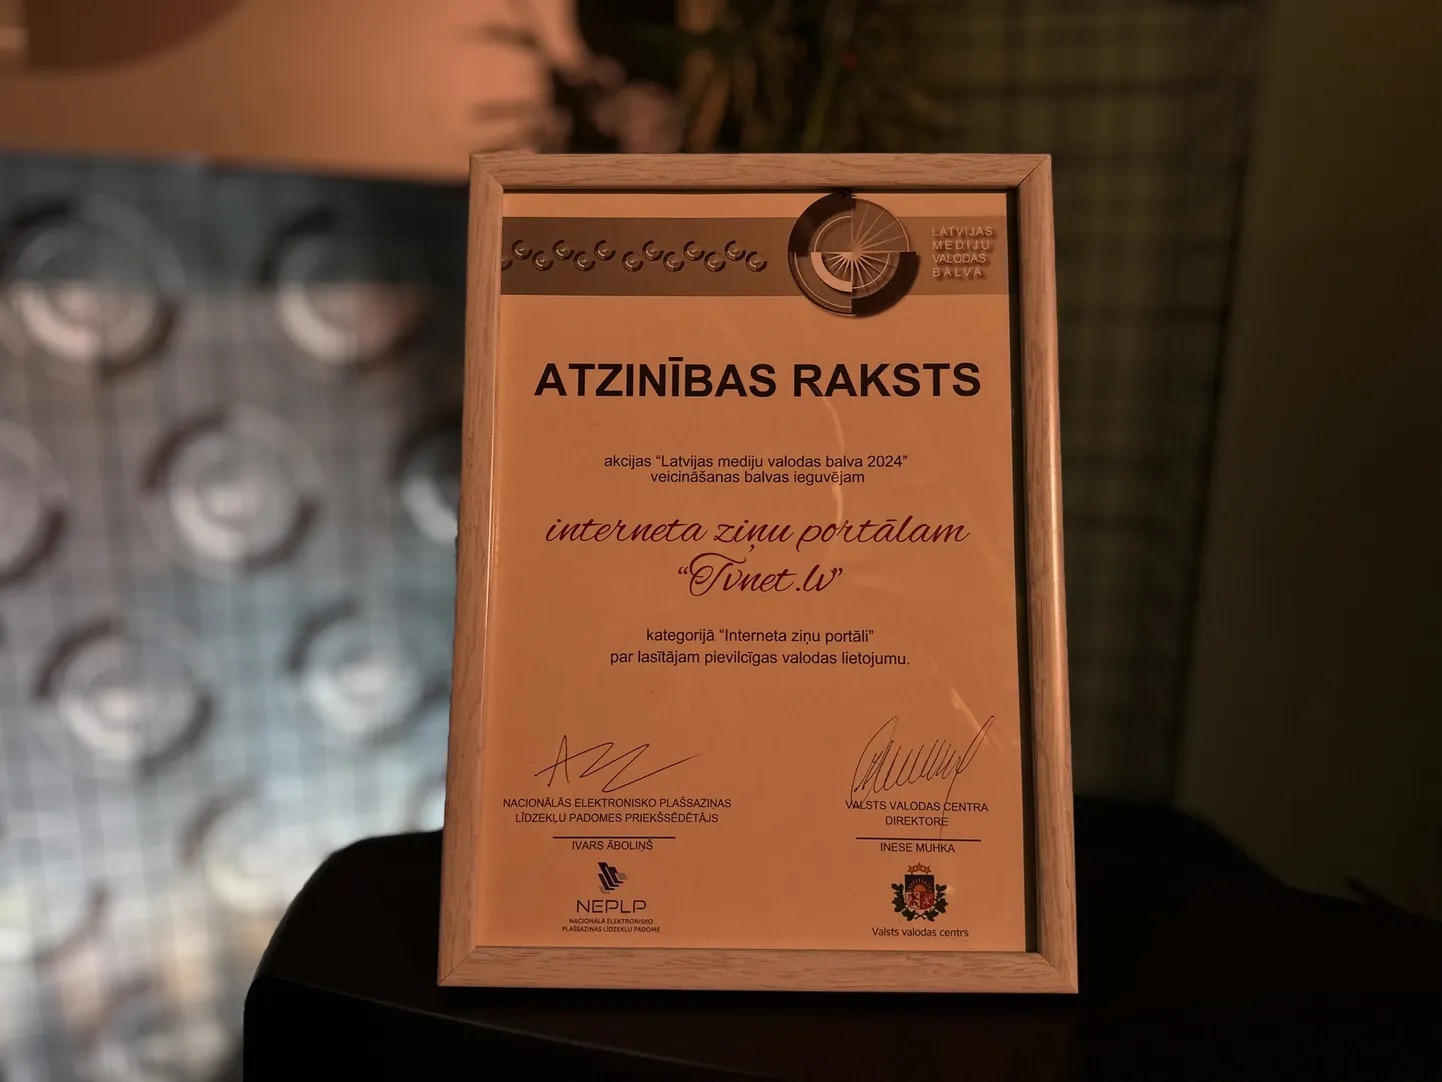 LATVIJAS
MEDIJU
VALODAS
BALVA
ATZINĪBAS RAKSTS
akcijas “Latvijas mediju valodas balva 2024”
veicināšanas balvas ieguvējam
interneta ziņu portālam
“Tvnet.lv”
kategorijā “Interneta ziņu portāli”
par lasītājam pievilcīgas valodas lietojumu.
NACIONĀLĀS ELEKTRONISKO PLAŠSAZIŅAS
LĪDZEKĻU PADOMES PRIEKŠSĒDĒTĀJS
IVARS ĀBOLIŅŠ
NEPLP
NACIONĀLĀ ELEKTRONISKO
PLAŠSAZIŅAS LĪDZEKĻU PADOME
VALSTS VALODAS CENTRA
DIREKTORE
INESE MUHKA
Valsts valodas centrs